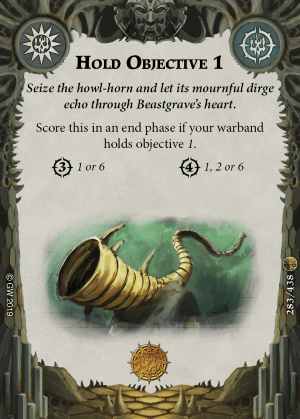 HOLD OBJECTIVE 1
Seize the howl-horn and let its mournful dirge
echo through Beastgrave's heart.
Score this in an end phase if your warband
holds objective 1.
3 1 or 6
4 1, 2 or 6
© GW 2019
283/438